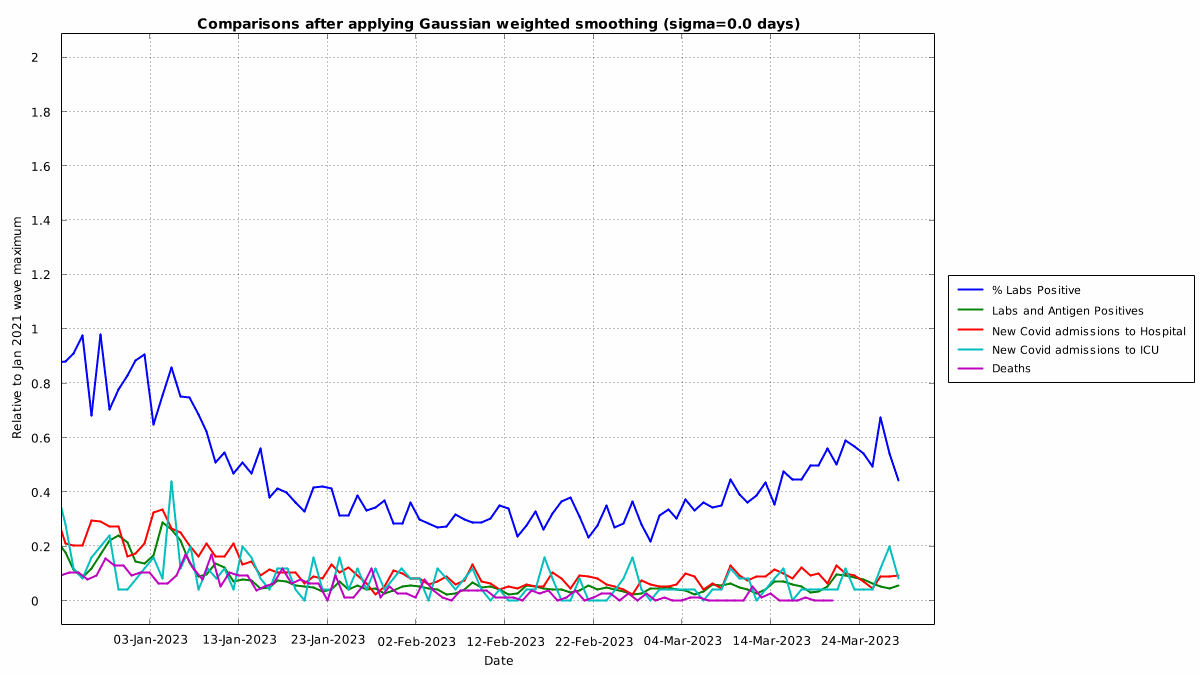 Comparisons after applying Gaussian weighted smoothing (sigma=0.0 days)
Relative to Jan 2021 wave maximum
2
1.8
1.6
1.4
1.2
1
0.8
0.6
0.4
0.2
0
03-Jan-2023 13-Jan-2023 23-Jan-2023 02-Feb-2023 12-Feb-2023 22-Feb-2023 04-Mar-2023 14-Mar-2023 24-Mar-2023
Date
% Labs Positive
Labs and Antigen Positives
New Covid admissions to Hospital
New Covid admissions to ICU
Deaths